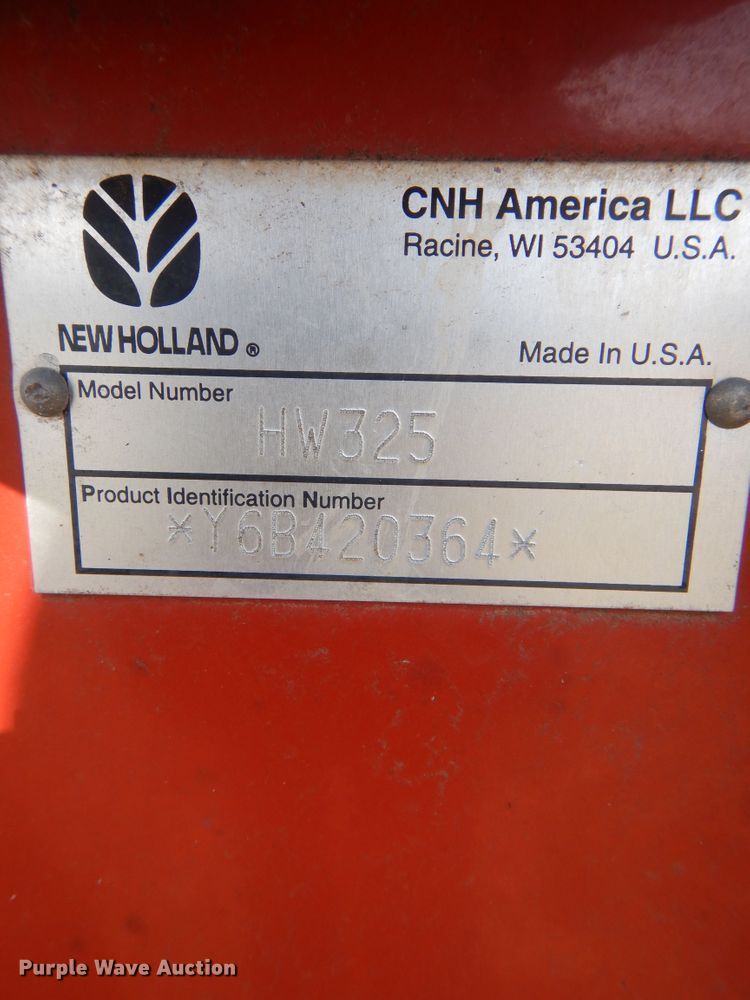 CNH America LLC
Racine, WI 53404 U.S.A.
NEW HOLLAND ®
Made In U.S.A.
Model Number
HW325
Product Identification Number
*Y6B420364*
Purple Wave Auction